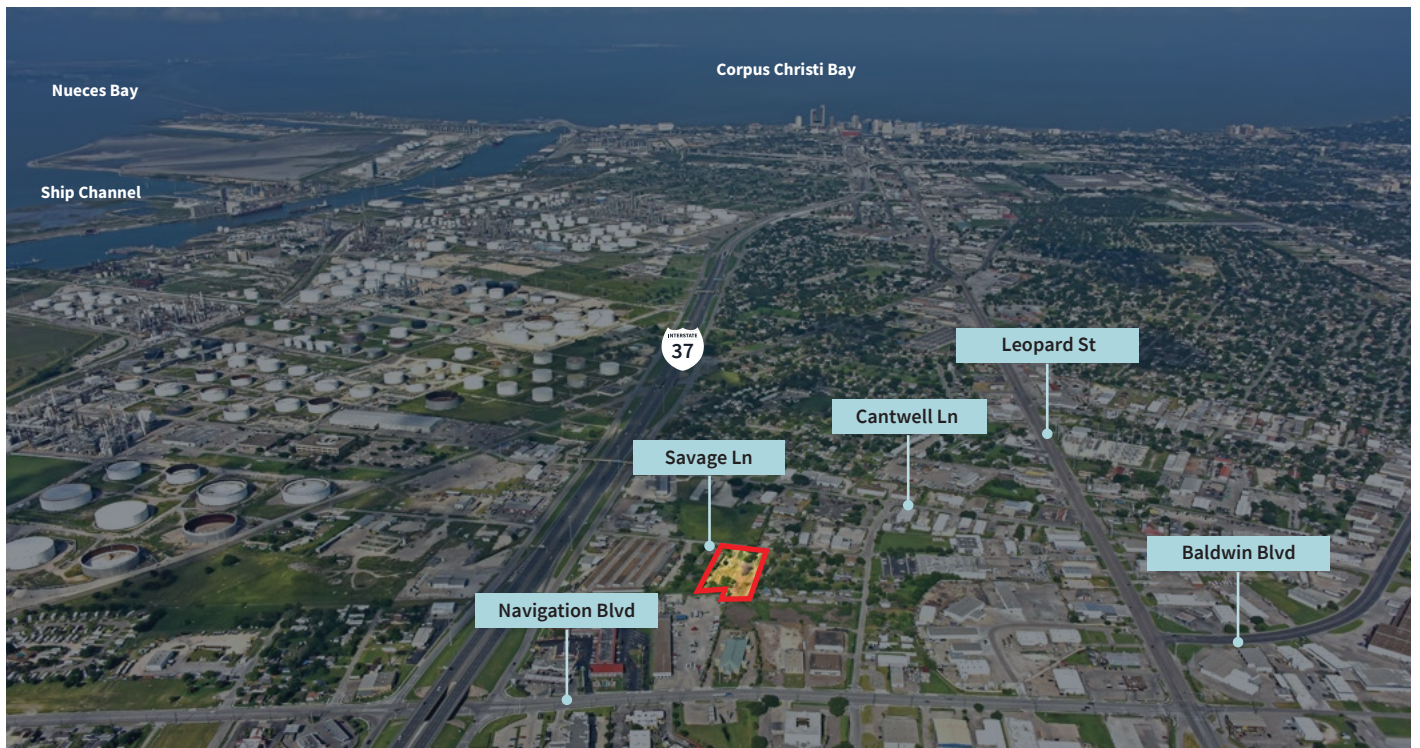 Corpus Christi Bay
Nueces Bay
Ship Channel
INTERSTATE
37
Leopard St
Cantwell Ln
Savage Ln
Baldwin Blvd
Navigation Blvd